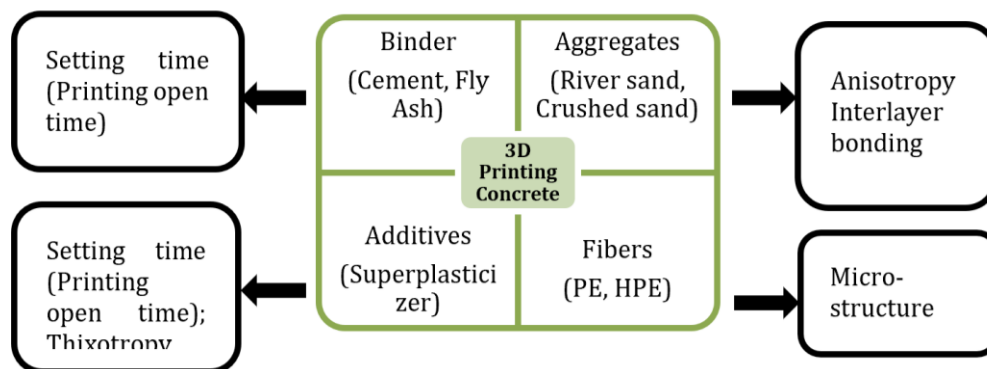 Setting time
(Printing open
time)
Binder
(Cement, Fly
Ash)
Aggregates
(River sand,
Crushed sand)
Anisotropy
Interlayer
bonding
3D
Printing
Concrete
Setting time
(Printing
open time);
Thixotropy
Additives
(Superplastici
zer)
Fibers
(PE, HPE)
Micro-
structure